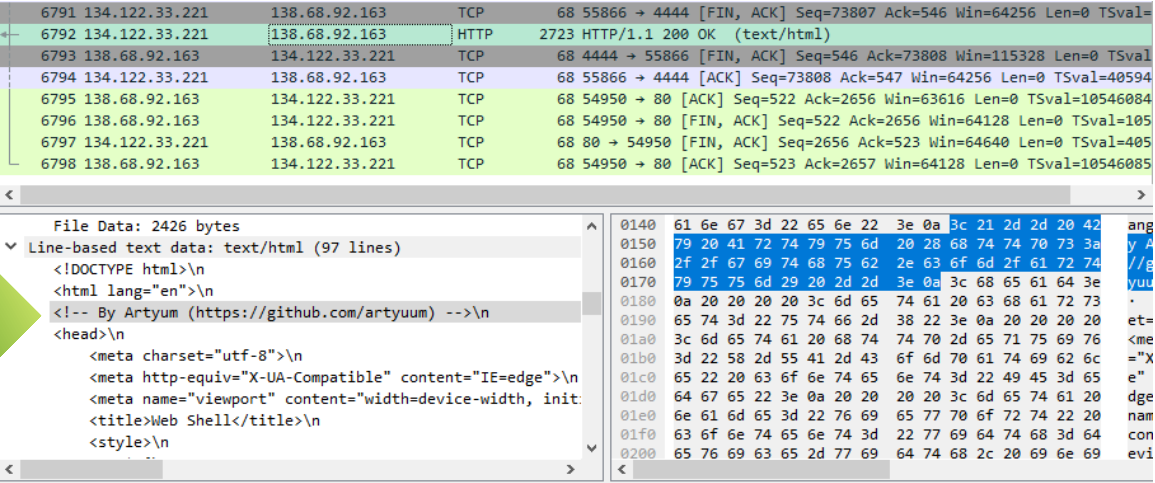 6791 134.122.33.221 138.68.92.163 TCP 68 55866 → 4444 [FIN, ACK] Seq=73807 Ack=546 Win=64256 Len=0 TSval=
6792 134.122.33.221 138.68.92.163 HTTP 2723 HTTP/1.1 200 OK (text/html)
6793 138.68.92.163 134.122.33.221 TCP 68 4444 → 55866 [FIN, ACK] Seq=546 Ack=73808 Win=115328 Len=0 TSval
6794 134.122.33.221 138.68.92.163 TCP 68 55866 → 4444 [ACK] Seq=73808 Ack=547 Win=64256 Len=0 TSval=40594
6795 138.68.92.163 134.122.33.221 TCP 68 54950 → 80 [ACK] Seq=522 Ack=2656 Win=63616 Len=0 TSval=10546084
6796 138.68.92.163 134.122.33.221 TCP 68 54950 → 80 [FIN, ACK] Seq=522 Ack=2656 Win=64128 Len=0 TSval=105
6797 134.122.33.221 138.68.92.163 TCP 68 80 → 54950 [FIN, ACK] Seq=2656 Ack=523 Win=64640 Len=0 TSval=405
6798 138.68.92.163 134.122.33.221 TCP 68 54950 → 80 [ACK] Seq=523 Ack=2657 Win=64128 Len=0 TSval=10546085
File Data: 2426 bytes
Line-based text data: text/html (97 lines)
<!DOCTYPE html>\n
<html lang="en">\n
<!-- By Artyum (https://github.com/artyuum) -->\n
<head>\n
<meta charset="utf-8">\n
<meta http-equiv="X-UA-Compatible" content="IE=edge">\n
<meta name="viewport" content="width=device-width, init
<title>Web Shell</title>\n
<style>\n
0140 61 6e 67 3d 22 65 6e 22 3e 0a 3c 21 2d 2d 20 42 ang
0150 79 20 41 72 74 79 75 6d 20 28 68 74 74 70 73 3a y A
0160 2f 2f 67 69 74 68 75 62 2e 63 6f 6d 2f 61 72 74 //g
0170 79 75 75 6d 29 20 2d 2d 3e 0a 3c 68 65 61 64 3e yuu
0180 0a 20 20 20 20 3c 6d 65 74 61 20 63 68 61 72 73 ·
0190 65 74 3d 22 75 74 66 2d 38 22 3e 0a 20 20 20 20 et=
01a0 3c 6d 65 74 61 20 68 74 74 70 2d 65 71 75 69 76 <me
01b0 3d 22 58 2d 55 41 2d 43 6f 6d 70 61 74 69 62 6c ="X
01c0 65 22 20 63 6f 6e 74 65 6e 74 3d 22 49 45 3d 65 e"
01d0 64 67 65 22 3e 0a 20 20 20 20 3c 6d 65 74 61 20 dge
01e0 6e 61 6d 65 3d 22 76 69 65 77 70 6f 72 74 22 20 nam
01f0 63 6f 6e 74 65 6e 74 3d 22 77 69 64 74 68 3d 64 con
0200 65 76 69 63 65 2d 77 69 64 74 68 2c 20 69 6e 69 evi